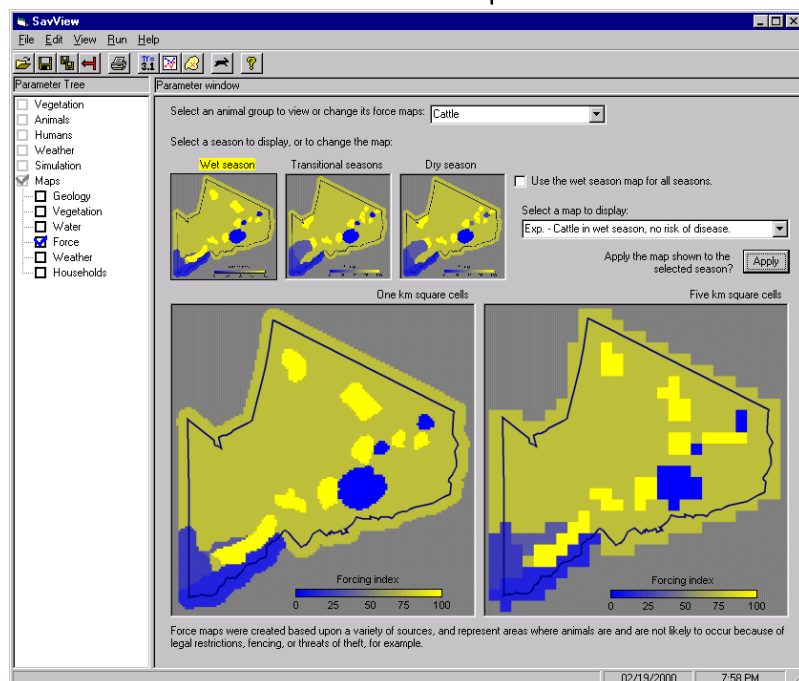 SavView
File Edit View Run Help
Parameter Tree
Parameter window
Vegetation
Animals
Humans
Weather
Simulation
Maps
Geology
Vegetation
Water
Force
Weather
Households
Select an animal group to view or change its force maps:
Cattle
Select a season to display, or to change the map:
Wet season
Transitional seasons
Dry season
Use the wet season map for all seasons.
Select a map to display:
Exp. - Cattle in wet season, no risk of disease.
Apply the map shown to the
selected season?
Apply
One km square cells
Five km square cells
Forcing index
0 25 50 75 100
Forcing index
0 25 50 75 100
Force maps were created based upon a variety of sources, and represent areas where animals are and are not likely to occur because of
legal restrictions, fencing, or threats of theft, for example.
02/19/2000
7:58 PM